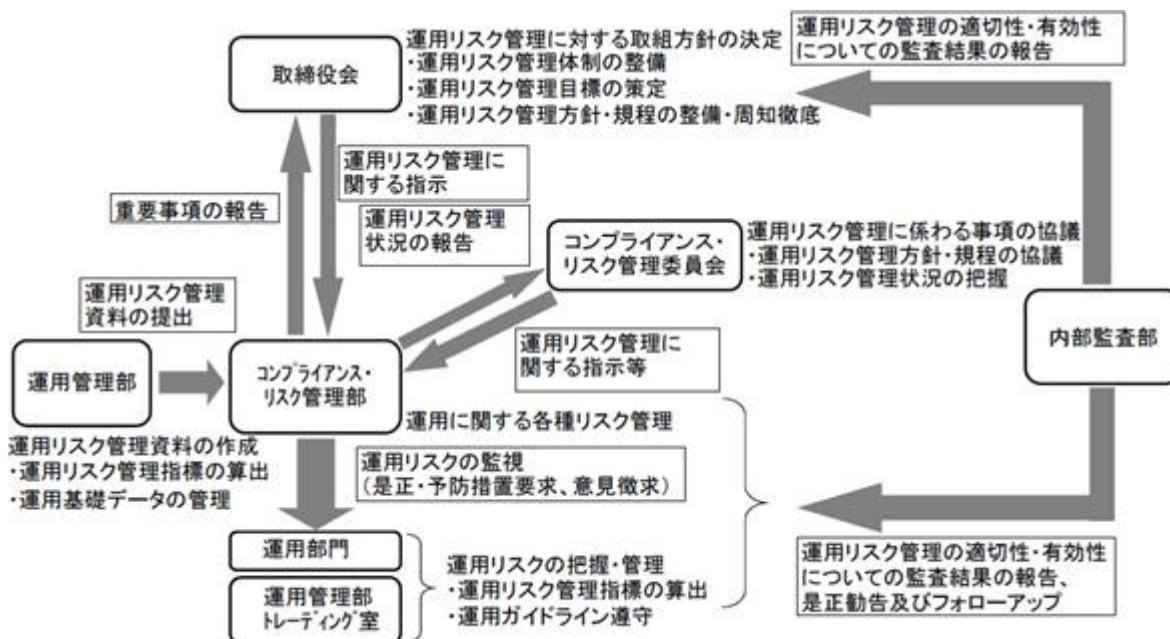 取締役会
運用リスク管理に対する取組方針の決定
・運用リスク管理体制の整備
・運用リスク管理目標の策定
・運用リスク管理方針・規程の整備・周知徹底
運用リスク管理の適切性・有効性
についての監査結果の報告
運用リスク管理に
関する指示
重要事項の報告
運用リスク管理
状況の報告
コンプライアンス・
リスク管理委員会
運用リスク管理に係わる事項の協議
・運用リスク管理方針・規程の協議
・運用リスク管理状況の把握
運用リスク管理
資料の提出
内部監査部
運用管理部
コンプライアンス・
リスク管理部
運用リスク管理に
関する指示等
運用に関する各種リスク管理
運用リスク管理資料の作成
・運用リスク管理指標の算出
・運用基礎データの管理
運用リスクの監視
(是正・予防措置要求、意見徴求)
運用部門
運用管理部
トレーディング室
運用リスクの把握・管理
・運用リスク管理指標の算出
・運用ガイドライン遵守
運用リスク管理の適切性・有効性
についての監査結果の報告、
是正勧告及びフォローアップ